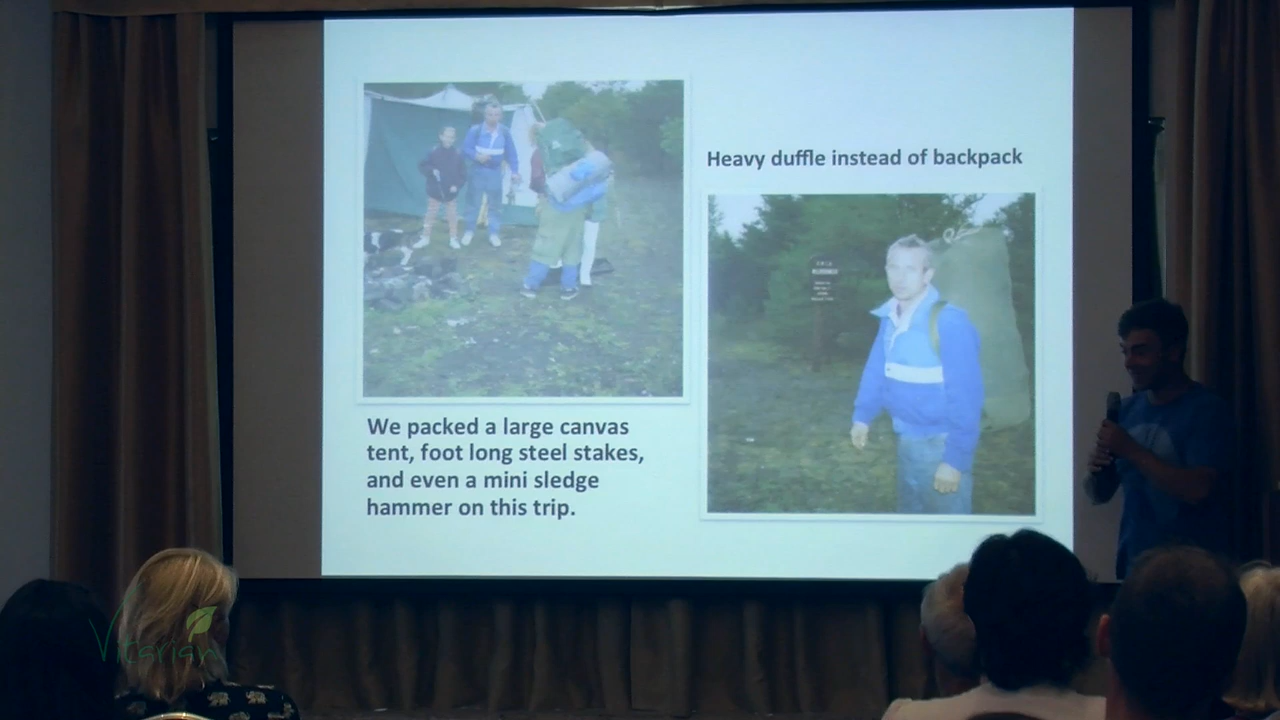 Heavy duffle instead of backpack
We packed a large canvas
tent, foot long steel stakes,
and even a mini sledge
hammer on this trip.
Vitarian